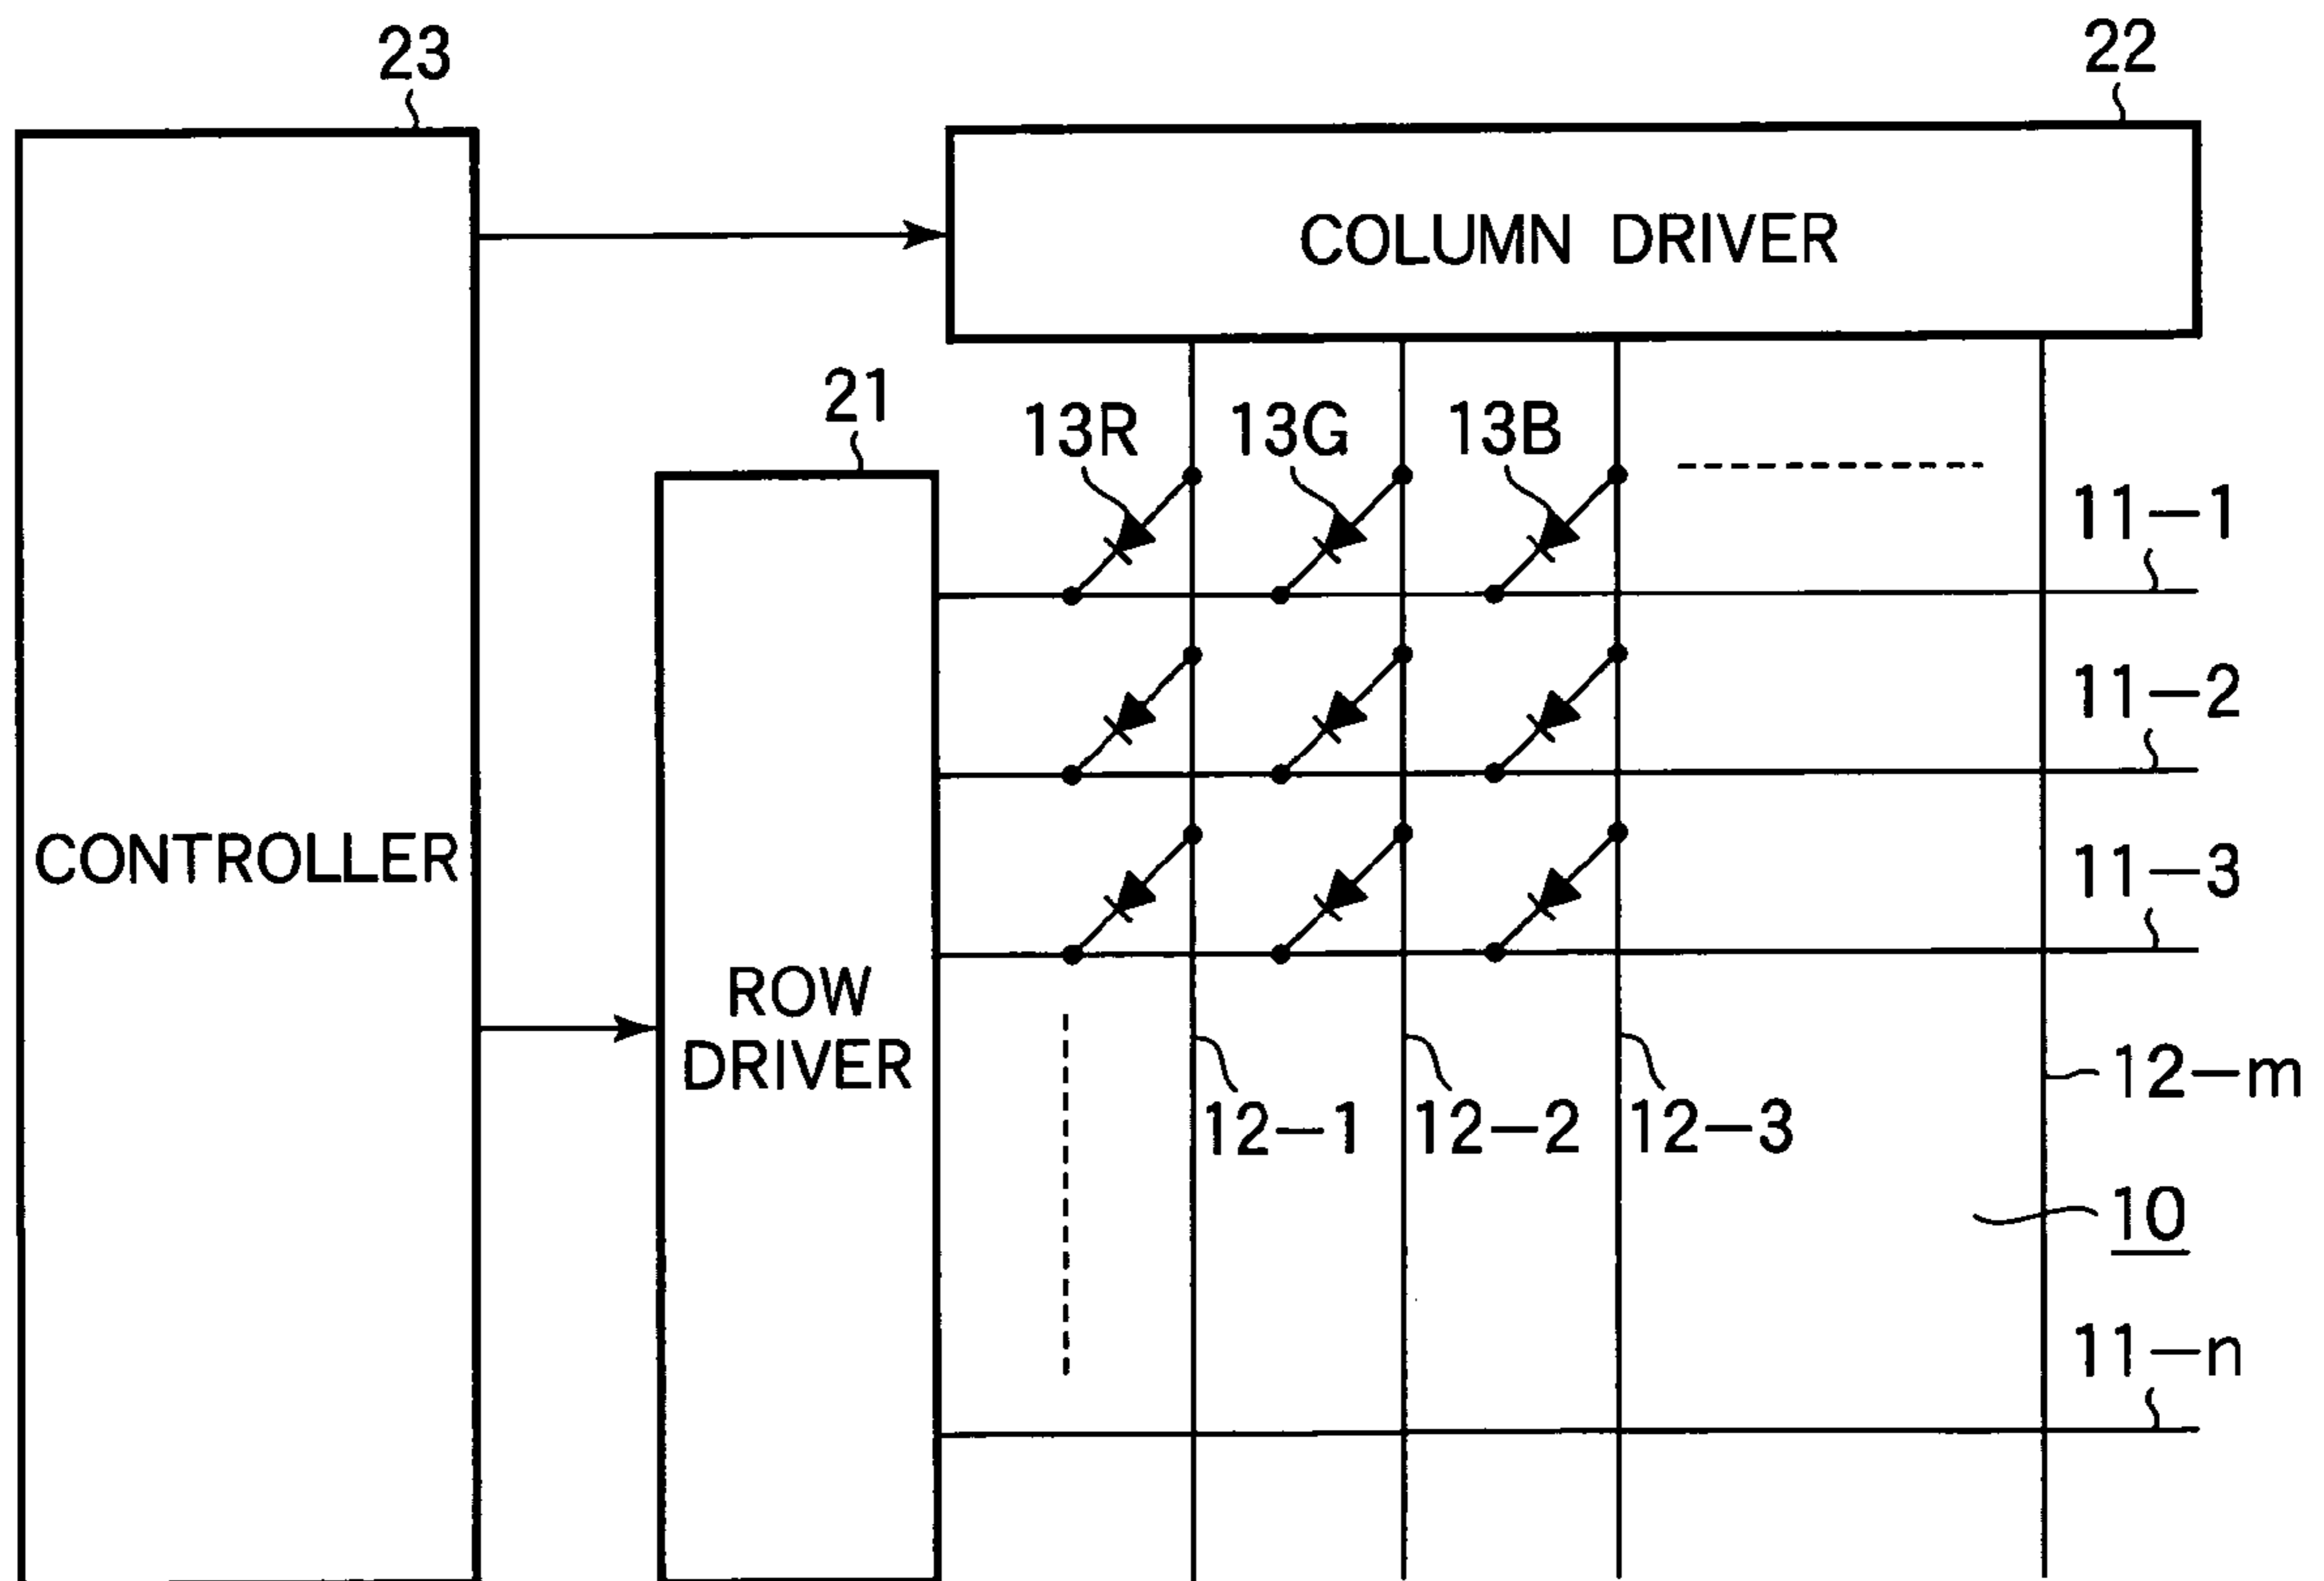 23
22
COLUMN DRIVER
21
13R
13G
13B
11-1
11-2
CONTROLLER
11-3
ROW
DRIVER
12-m
12-1
12-2
12-3
10
11-n